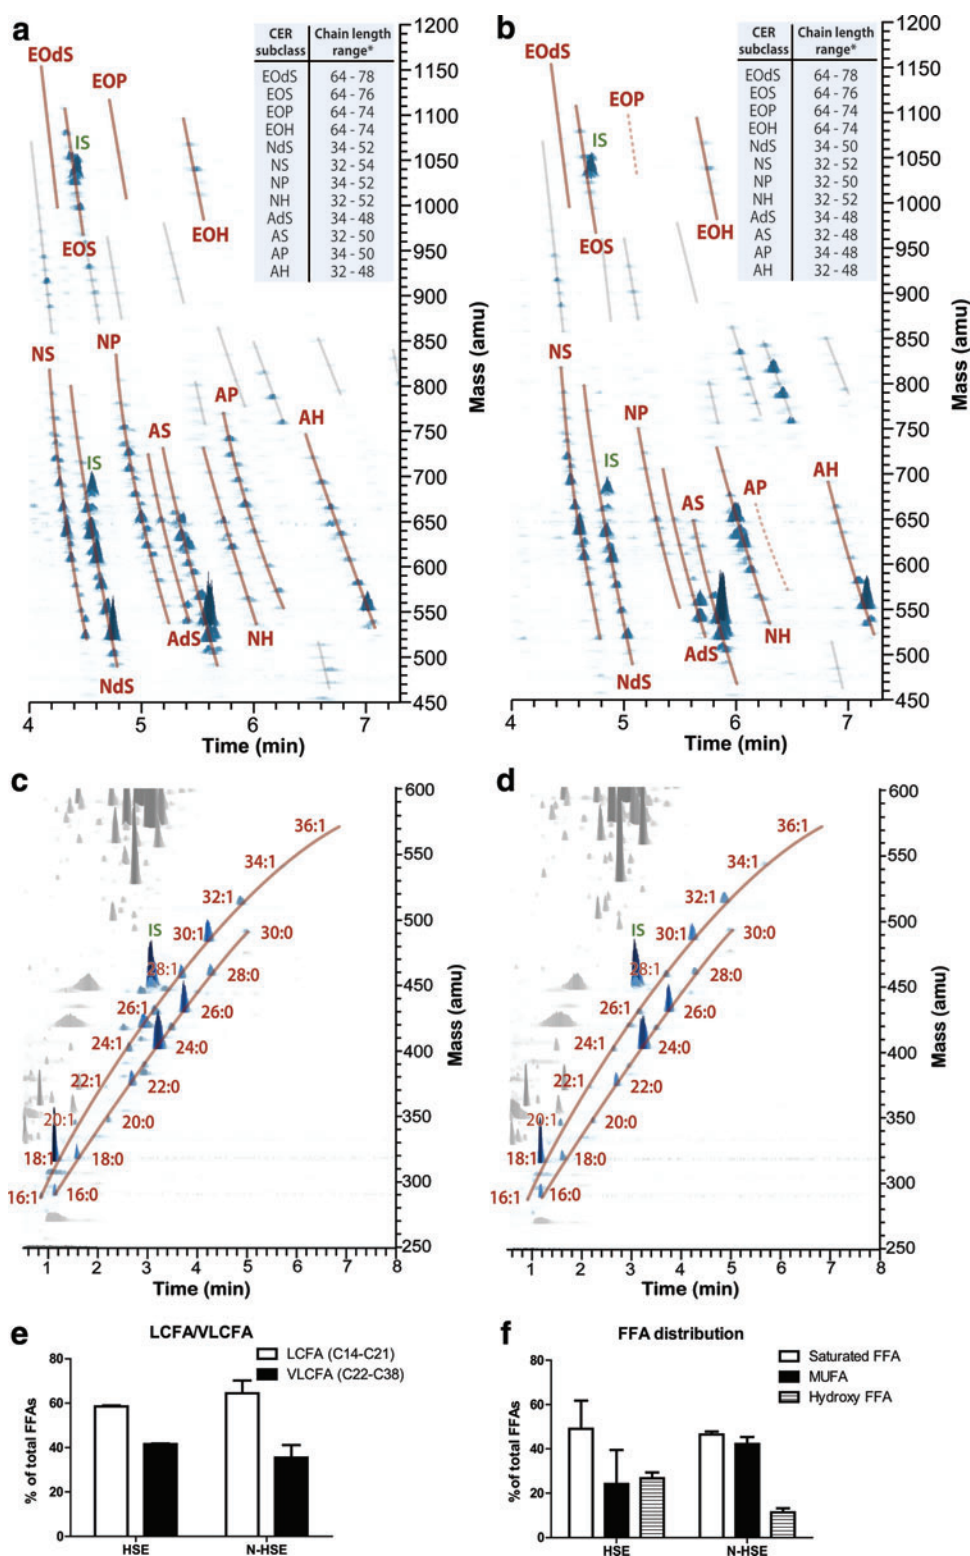 a
CER subclass Chain length range*
EOdS 64 - 78
EOS 64 - 76
EOP 64 - 74
EOH 64 - 74
NdS 34 - 52
NS 32 - 54
NP 34 - 52
NH 32 - 52
AdS 34 - 48
AS 32 - 50
AP 34 - 50
AH 32 - 48
EOdS
EOP
IS
EOS
EOH
NS
NP
AP
AS
AH
IS
AdS
NH
NdS
1200
1150
1100
1050
1000
950
900
850
800
750
700
650
600
550
500
450
Mass (amu)
4 5 6 7
Time (min)
b
CER subclass Chain length range*
EOdS 64 - 78
EOS 64 - 76
EOP 64 - 74
EOH 64 - 74
NdS 34 - 50
NS 32 - 52
NP 32 - 50
NH 32 - 52
AdS 34 - 48
AS 32 - 48
AP 34 - 48
AH 32 - 48
EOdS
EOP
IS
EOS
EOH
NS
NP
IS
AS
AP
AH
AdS
NH
NdS
1200
1150
1100
1050
1000
950
900
850
800
750
700
650
600
550
500
450
Mass (amu)
4 5 6 7
Time (min)
c
36:1
34:1
32:1
IS
30:1
30:0
28:1
28:0
26:1
26:0
24:1
24:0
22:1
22:0
20:1
20:0
18:1
18:0
16:1
16:0
600
550
500
450
400
350
300
250
Mass (amu)
1 2 3 4 5 6 7 8
Time (min)
d
36:1
34:1
32:1
IS
30:1
30:0
28:1
28:0
26:1
26:0
24:1
24:0
22:1
22:0
20:1
20:0
18:1
18:0
16:1
16:0
600
550
500
450
400
350
300
250
Mass (amu)
1 2 3 4 5 6 7 8
Time (min)
e
LCFA/VLCFA
LCFA (C14-C21)
VLCFA (C22-C38)
% of total FFAs
80
60
40
20
0
HSE N-HSE
f
FFA distribution
Saturated FFA
MUFA
Hydroxy FFA
% of total FFAs
80
60
40
20
0
HSE N-HSE